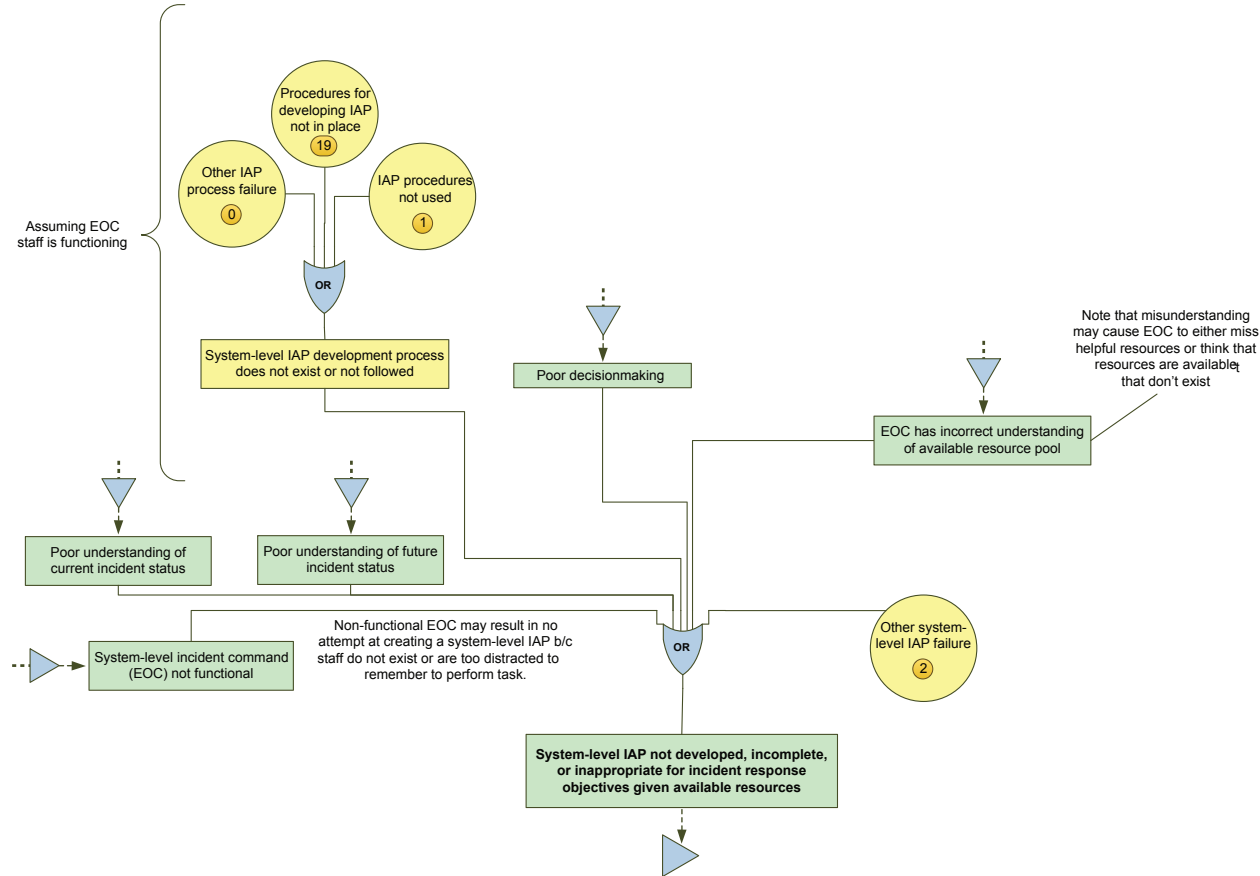 Procedures for
developing IAP
not in place
19
Other IAP
process failure
0
IAP procedures
not used
1
Assuming EOC
staff is functioning
OR
System-level IAP development process
does not exist or not followed
Poor decisionmaking
Note that misunderstanding
may cause EOC to either miss
helpful resources or think that
resources are available
t
that don’t exist
EOC has incorrect understanding
of available resource pool
Poor understanding of
current incident status
Poor understanding of future
incident status
Non-functional EOC may result in no
attempt at creating a system-level IAP b/c
staff do not exist or are too distracted to
remember to perform task.
System-level incident command
(EOC) not functional
OR
Other system-
level IAP failure
2
System-level IAP not developed, incomplete,
or inappropriate for incident response
objectives given available resources